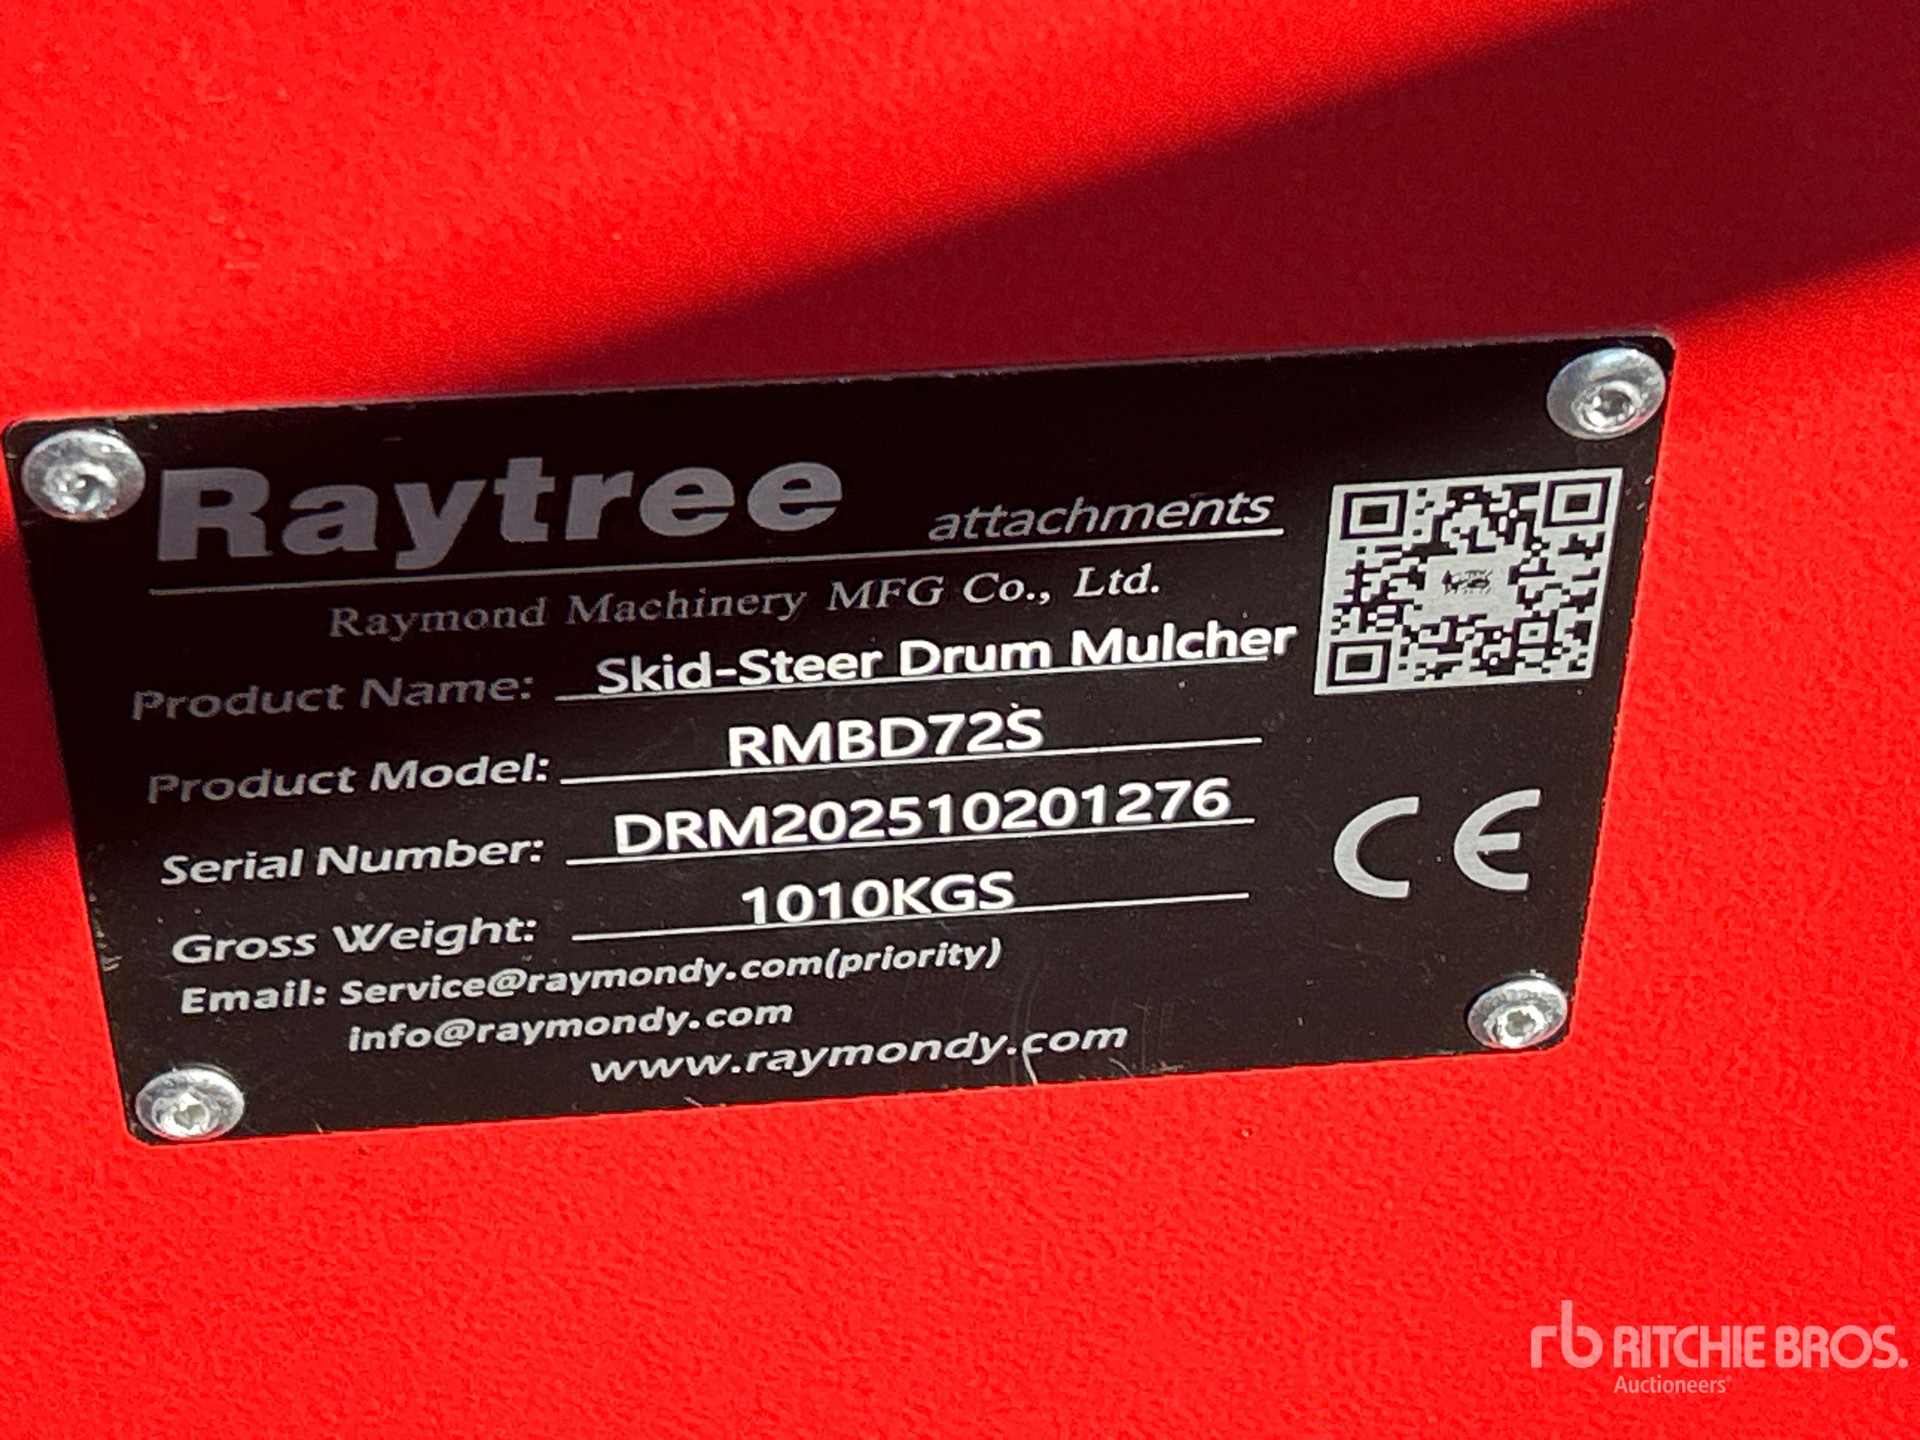 Raytree attachments
Raymond Machinery MFG Co., Ltd.
Product Name: Skid-Steer Drum Mulcher
Product Model: RMBD72S
Serial Number: DRM202510201276
Gross Weight: 1010KGS
Email: Service@raymondy.com(priority)
info@raymondy.com
www.raymondy.com
CE
rb RITCHIE BROS.
Auctioneers